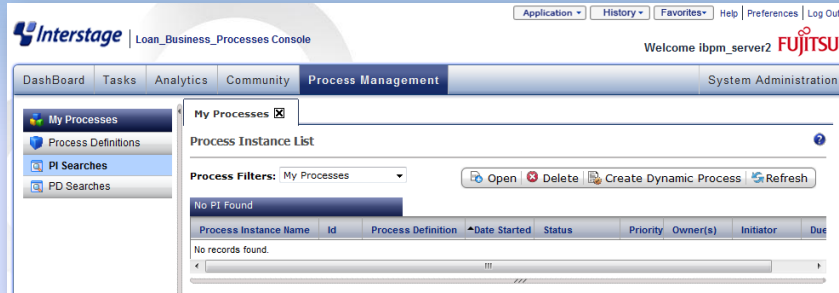 Application History Favorites Help Preferences Log Out
Interstage Loan_Business_Processes Console
Welcome ibpm_server2 FUJITSU
DashBoard Tasks Analytics Community Process Management System Administration
My Processes
Process Definitions
PI Searches
PD Searches
My Processes
Process Instance List
Process Filters: My Processes Open Delete Create Dynamic Process Refresh
No PI Found
Process Instance Name Id Process Definition Date Started Status Priority Owner(s) Initiator Due
No records found.